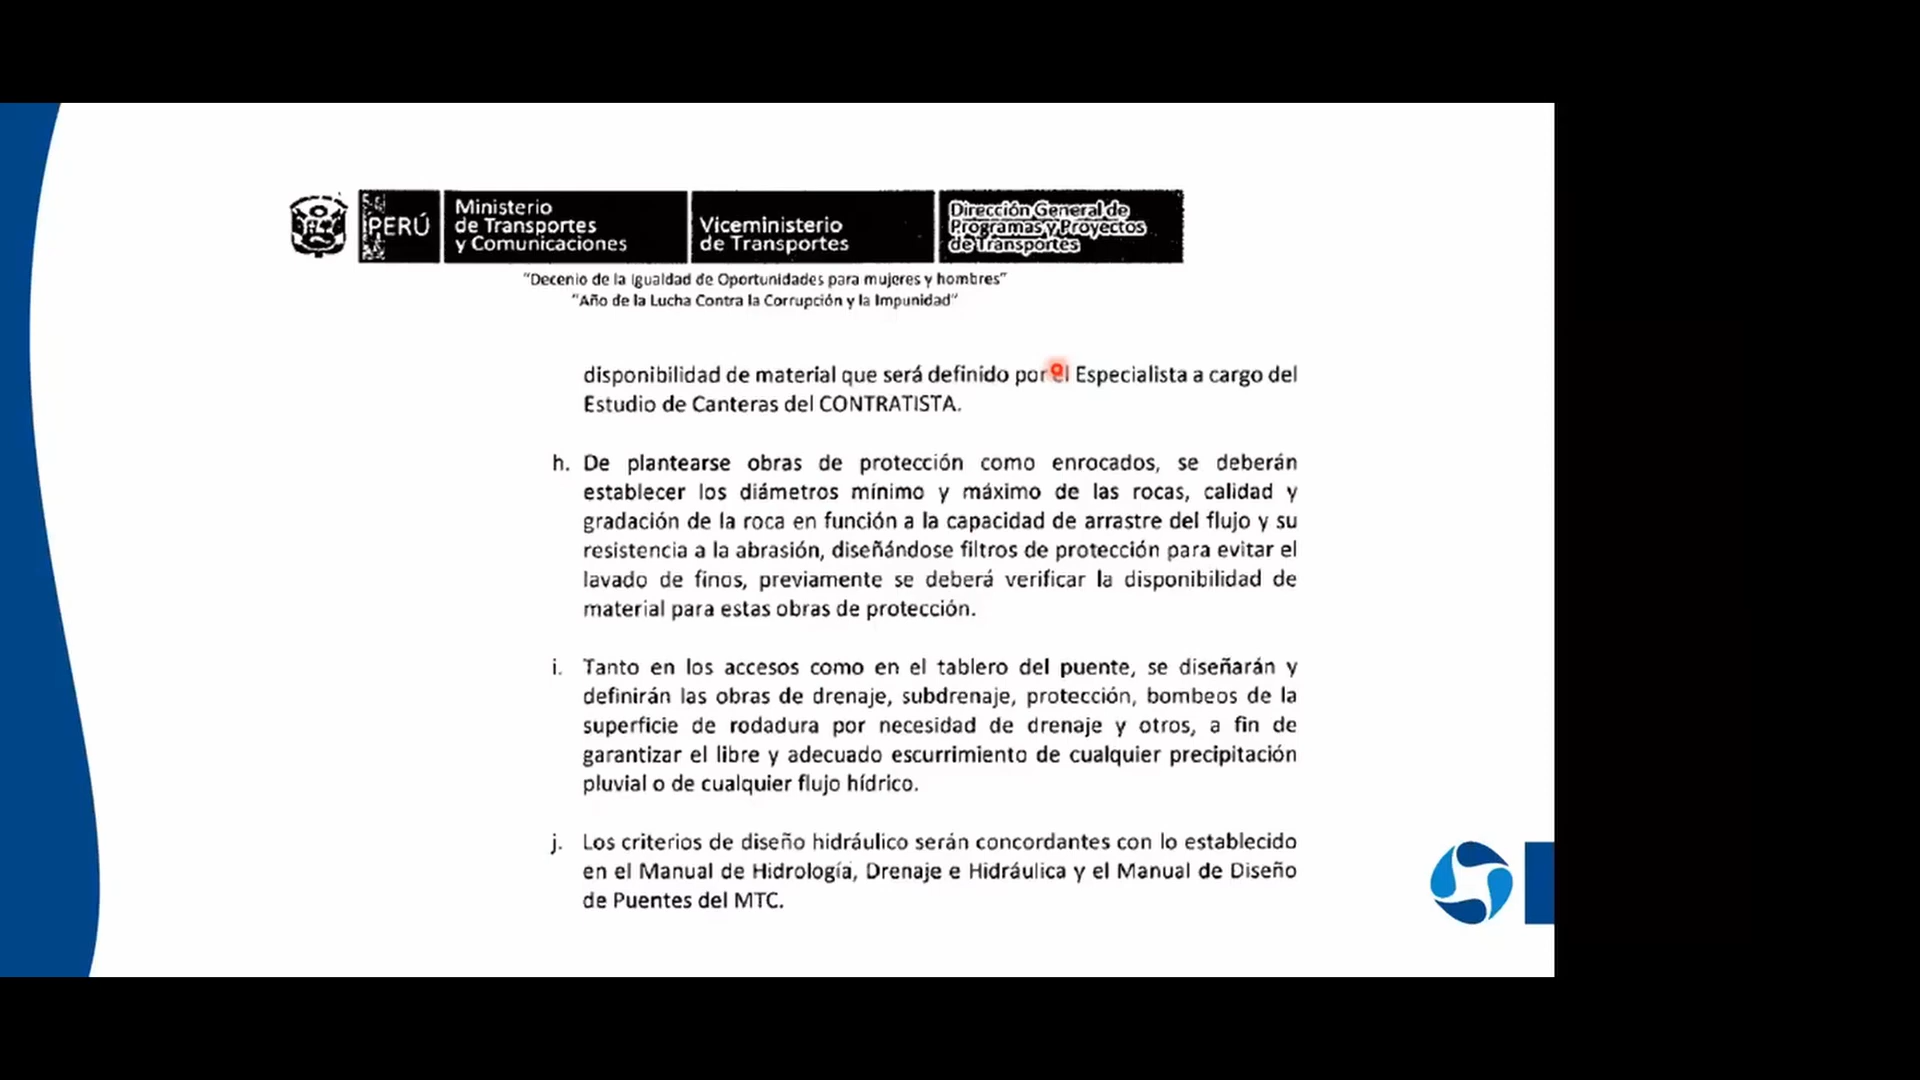 PERÚ
Ministerio
de Transportes
y Comunicaciones
Viceministerio
de Transportes
Dirección General de
Programas y Proyectos
de Transportes
"Decenio de la Igualdad de Oportunidades para mujeres y hombres"
"Año de la Lucha Contra la Corrupción y la Impunidad"
disponibilidad de material que será definido por el Especialista a cargo del
Estudio de Canteras del CONTRATISTA.
h. De plantearse obras de protección como enrocados, se deberán
establecer los diámetros mínimo y máximo de las rocas, calidad y
gradación de la roca en función a la capacidad de arrastre del flujo y su
resistencia a la abrasión, diseñándose filtros de protección para evitar el
lavado de finos, previamente se deberá verificar la disponibilidad de
material para estas obras de protección.
i. Tanto en los accesos como en el tablero del puente, se diseñarán y
definirán las obras de drenaje, subdrenaje, protección, bombeos de la
superficie de rodadura por necesidad de drenaje y otros, a fin de
garantizar el libre y adecuado escurrimiento de cualquier precipitación
pluvial o de cualquier flujo hídrico.
j. Los criterios de diseño hidráulico serán concordantes con lo establecido
en el Manual de Hidrología, Drenaje e Hidráulica y el Manual de Diseño
de Puentes del MTC.